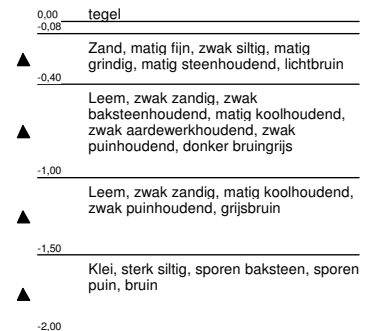 0,00 tegel
-0,08
Zand, matig fijn, zwak siltig, matig
grindig, matig steenhoudend, lichtbruin
-0,40
Leem, zwak zandig, zwak
baksteenhoudend, matig koolhoudend,
zwak aardewerkhoudend, zwak
puinhoudend, donker bruingrijs
-1,00
Leem, zwak zandig, matig koolhoudend,
zwak puinhoudend, grijsbruin
-1,50
Klei, sterk siltig, sporen baksteen, sporen
puin, bruin
-2,00